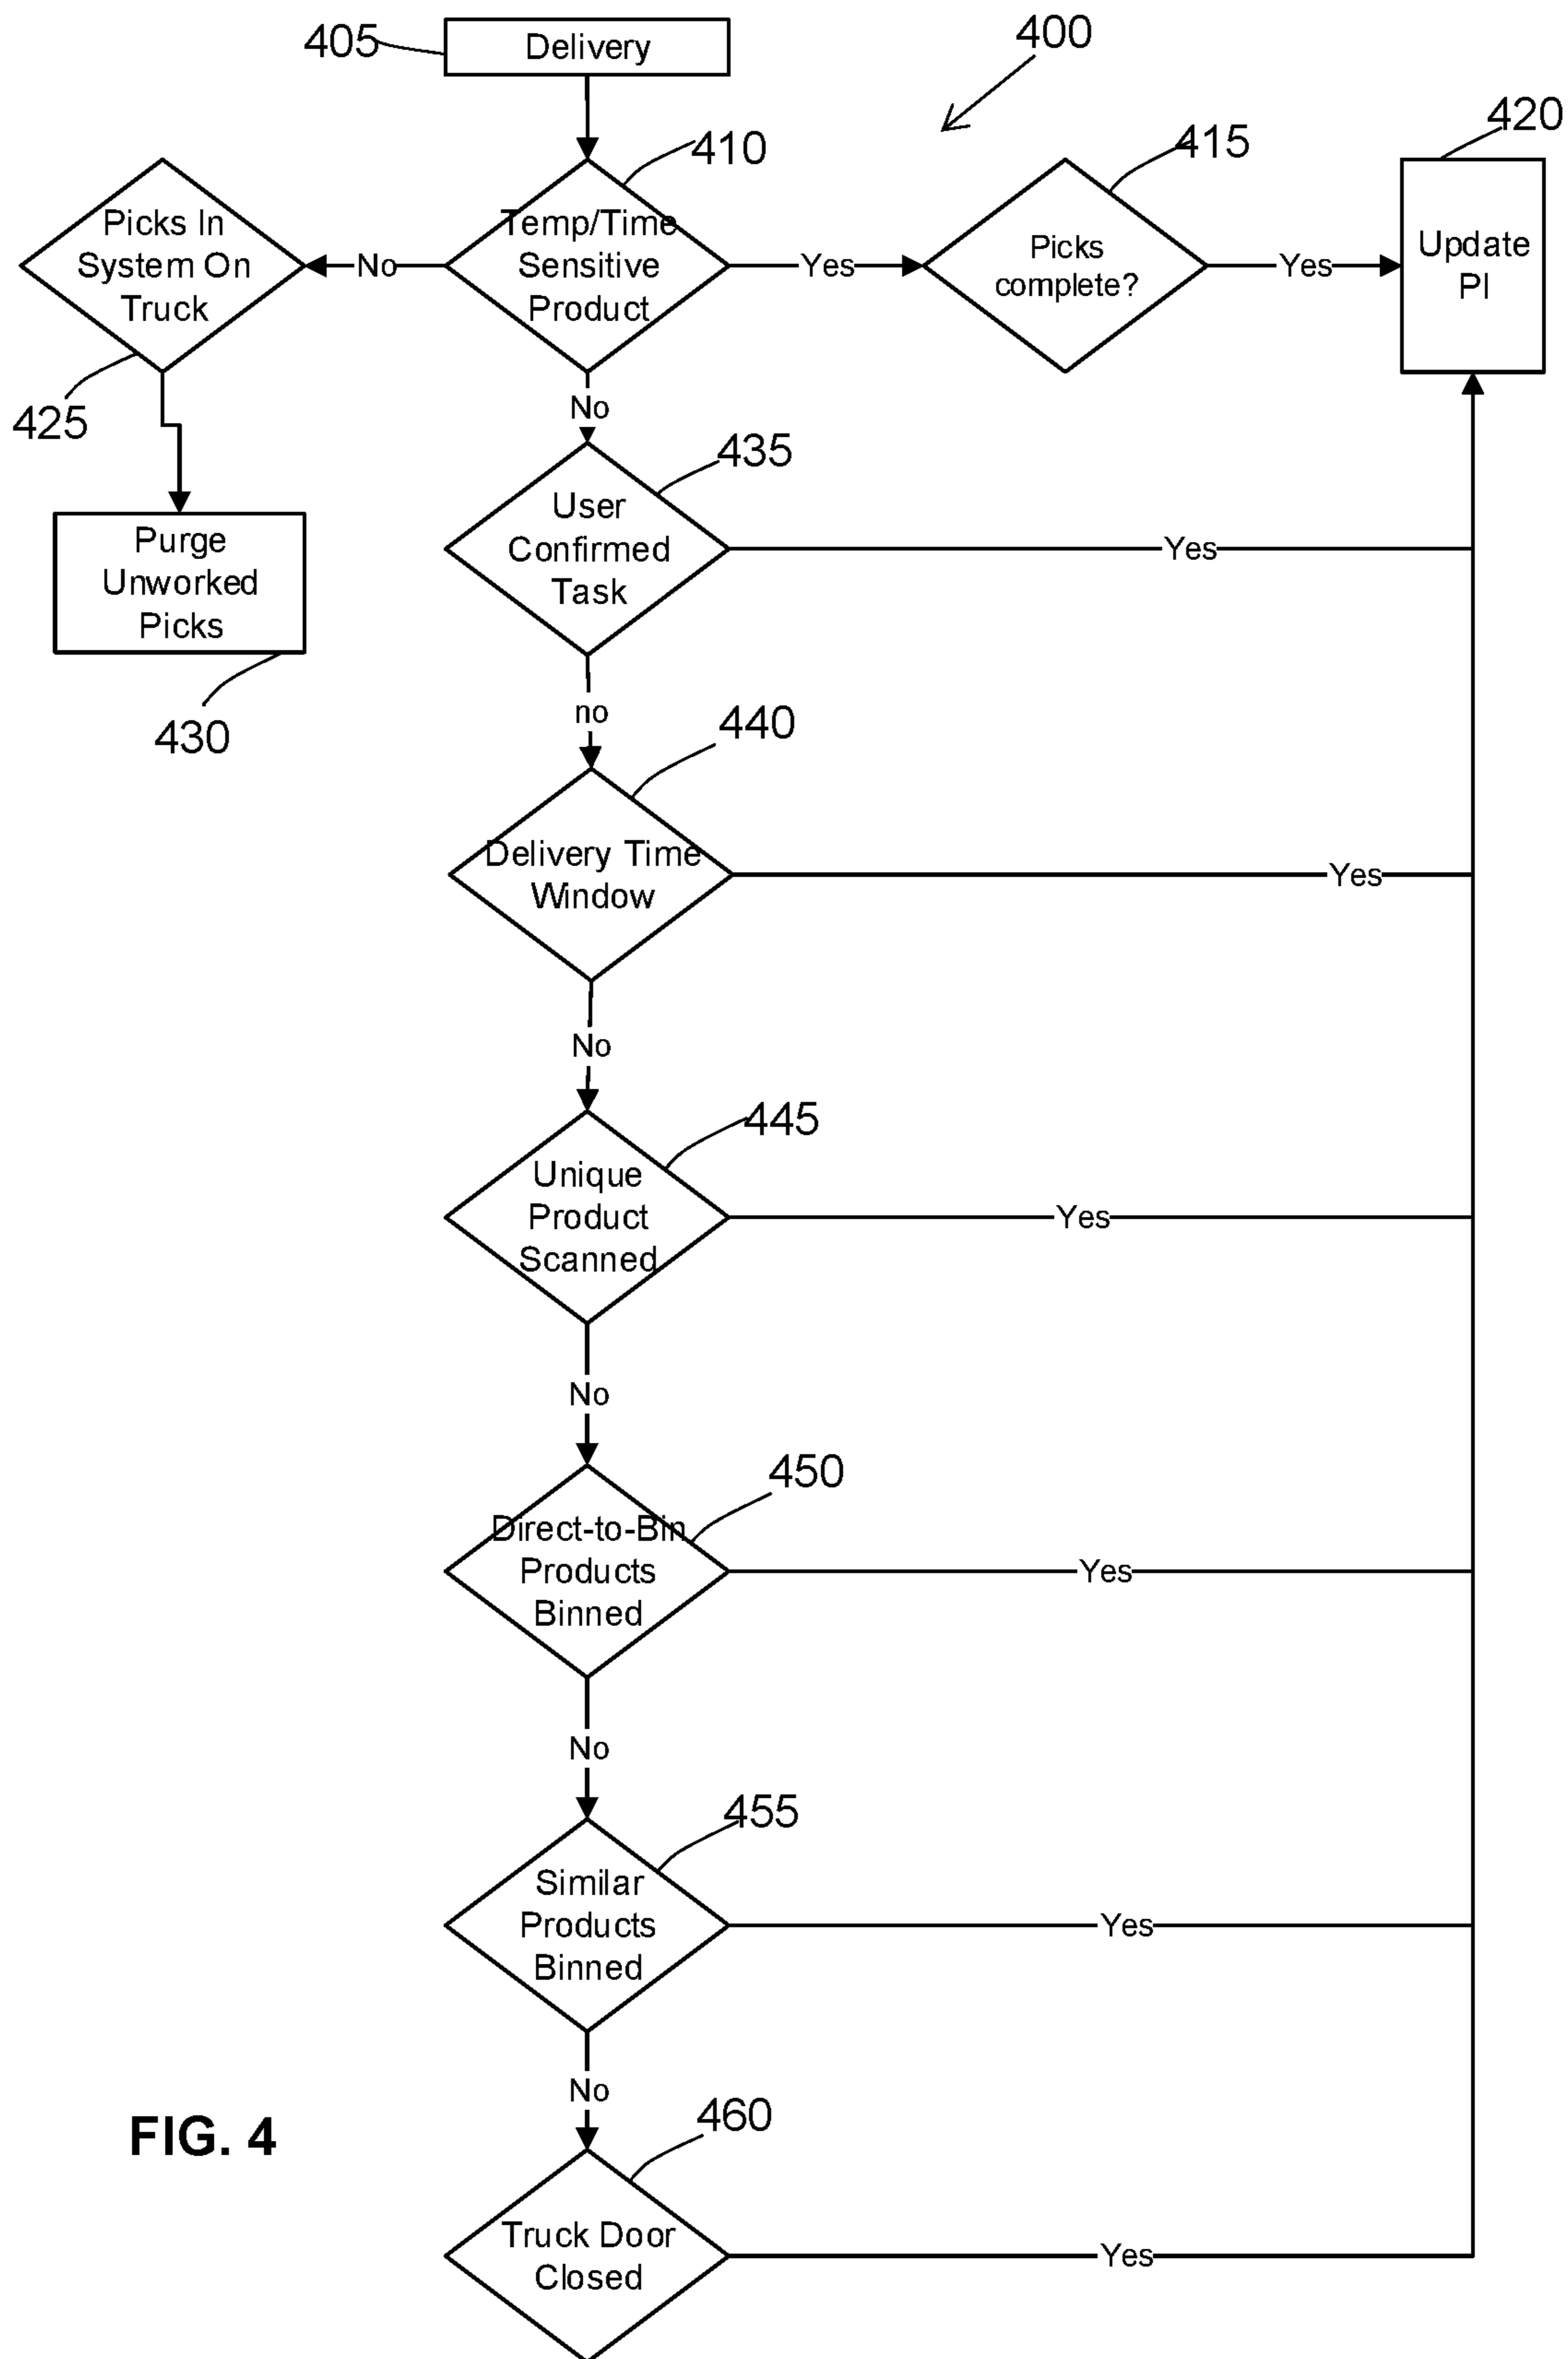 405
Delivery
400
420
410
415
Picks In
System On
Truck
No
Temp/Time
Sensitive
Product
Yes
Picks
complete?
Yes
Update
PI
425
No
435
User
Confirmed
Task
Yes
Purge
Unworked
Picks
430
no
440
Delivery Time
Window
Yes
No
445
Unique
Product
Scanned
Yes
No
450
Direct-to-Bin
Products
Binned
Yes
No
455
Similar
Products
Binned
Yes
No
FIG. 4
460
Truck Door
Closed
Yes